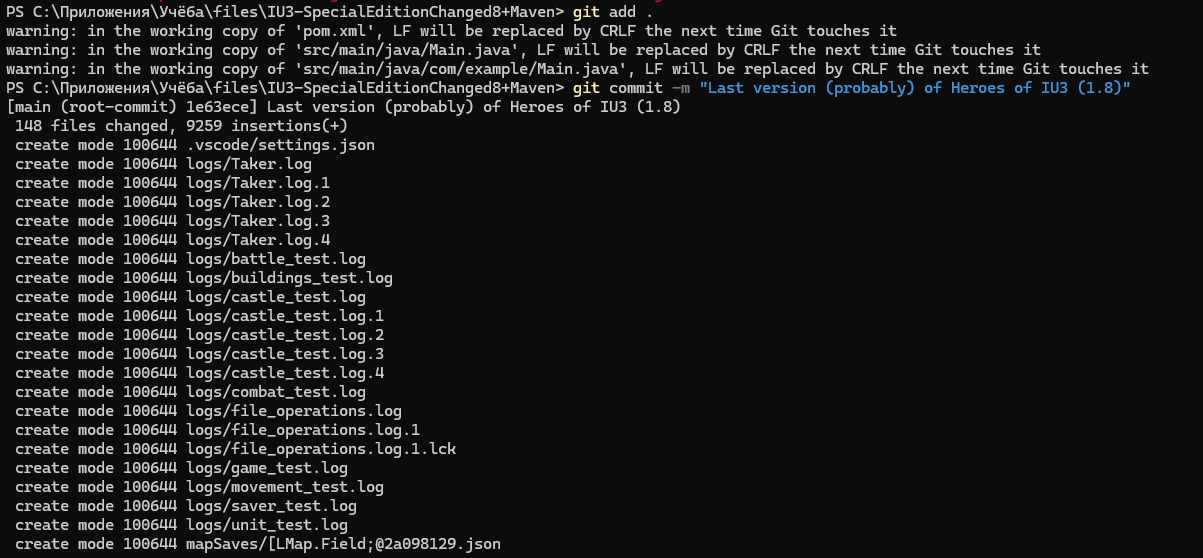 PS C:\Приложения\Учёба\files\IU3-SpecialEditionChanged8+Maven> git add .
warning: in the working copy of 'pom.xml', LF will be replaced by CRLF the next time Git touches it
warning: in the working copy of 'src/main/java/Main.java', LF will be replaced by CRLF the next time Git touches it
warning: in the working copy of 'src/main/java/com/example/Main.java', LF will be replaced by CRLF the next time Git touches it
PS C:\Приложения\Учёба\files\IU3-SpecialEditionChanged8+Maven> git commit -m "Last version (probably) of Heroes of IU3 (1.8)"
[main (root-commit) 1e63ece] Last version (probably) of Heroes of IU3 (1.8)
 148 files changed, 9259 insertions(+)
 create mode 100644 .vscode/settings.json
 create mode 100644 logs/Taker.log
 create mode 100644 logs/Taker.log.1
 create mode 100644 logs/Taker.log.2
 create mode 100644 logs/Taker.log.3
 create mode 100644 logs/Taker.log.4
 create mode 100644 logs/battle_test.log
 create mode 100644 logs/buildings_test.log
 create mode 100644 logs/castle_test.log
 create mode 100644 logs/castle_test.log.1
 create mode 100644 logs/castle_test.log.2
 create mode 100644 logs/castle_test.log.3
 create mode 100644 logs/castle_test.log.4
 create mode 100644 logs/combat_test.log
 create mode 100644 logs/file_operations.log
 create mode 100644 logs/file_operations.log.1
 create mode 100644 logs/file_operations.log.1.lck
 create mode 100644 logs/game_test.log
 create mode 100644 logs/movement_test.log
 create mode 100644 logs/saver_test.log
 create mode 100644 logs/unit_test.log
 create mode 100644 mapSaves/[LMap.Field;@2a098129.json